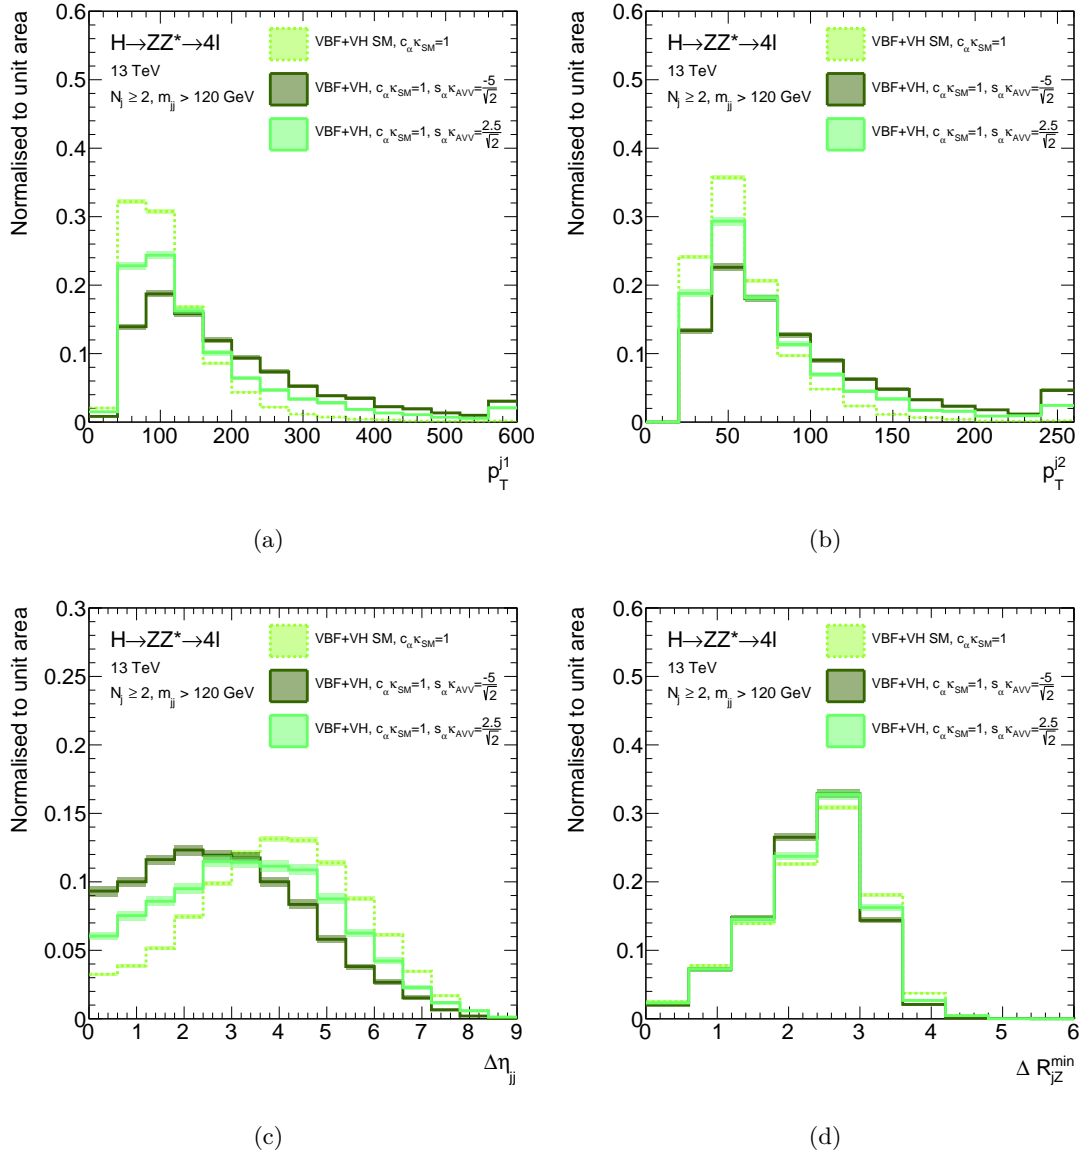 Normalised to unit area
0.6
0.5
0.4
0.3
0.2
0.1
0
H→ZZ*→4l
13 TeV
N_j ≥ 2, m_jj > 120 GeV
VBF+VH SM, c_α κ_SM=1
VBF+VH, c_α κ_SM=1, s_α κ_AVV=-5/√2
VBF+VH, c_α κ_SM=1, s_α κ_AVV=2.5/√2
0 100 200 300 400 500 600
p_T^j1
(a)
Normalised to unit area
0.6
0.5
0.4
0.3
0.2
0.1
0
H→ZZ*→4l
13 TeV
N_j ≥ 2, m_jj > 120 GeV
VBF+VH SM, c_α κ_SM=1
VBF+VH, c_α κ_SM=1, s_α κ_AVV=-5/√2
VBF+VH, c_α κ_SM=1, s_α κ_AVV=2.5/√2
0 50 100 150 200 250
p_T^j2
(b)
Normalised to unit area
0.3
0.25
0.2
0.15
0.1
0.05
0
H→ZZ*→4l
13 TeV
N_j ≥ 2, m_jj > 120 GeV
VBF+VH SM, c_α κ_SM=1
VBF+VH, c_α κ_SM=1, s_α κ_AVV=-5/√2
VBF+VH, c_α κ_SM=1, s_α κ_AVV=2.5/√2
0 1 2 3 4 5 6 7 8 9
Δη_jj
(c)
Normalised to unit area
0.6
0.5
0.4
0.3
0.2
0.1
0
H→ZZ*→4l
13 TeV
N_j ≥ 2, m_jj > 120 GeV
VBF+VH SM, c_α κ_SM=1
VBF+VH, c_α κ_SM=1, s_α κ_AVV=-5/√2
VBF+VH, c_α κ_SM=1, s_α κ_AVV=2.5/√2
0 1 2 3 4 5 6
Δ R_jZ^min
(d)